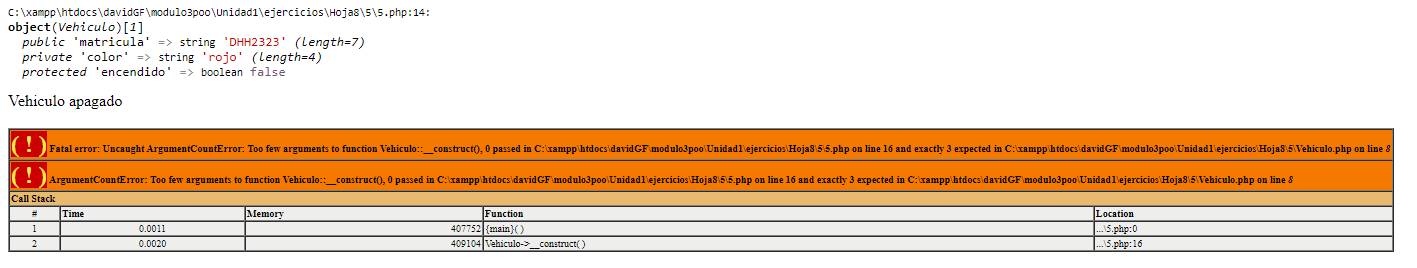 C:\xampp\htdocs\davidGF\modulo3poo\Unidad1\ejercicios\Hoja8\5\5.php:14:
object(Vehiculo)[1]
public 'matricula' => string 'DHH2323' (length=7)
private 'color' => string 'rojo' (length=4)
protected 'encendido' => boolean false
Vehiculo apagado
( ! ) Fatal error: Uncaught ArgumentCountError: Too few arguments to function Vehiculo::__construct(), 0 passed in C:\xampp\htdocs\davidGF\modulo3poo\Unidad1\ejercicios\Hoja8\5\5.php on line 16 and exactly 3 expected in C:\xampp\htdocs\davidGF\modulo3poo\Unidad1\ejercicios\Hoja8\5\Vehiculo.php on line 8
( ! ) ArgumentCountError: Too few arguments to function Vehiculo::__construct(), 0 passed in C:\xampp\htdocs\davidGF\modulo3poo\Unidad1\ejercicios\Hoja8\5\5.php on line 16 and exactly 3 expected in C:\xampp\htdocs\davidGF\modulo3poo\Unidad1\ejercicios\Hoja8\5\Vehiculo.php on line 8
Call Stack
# Time Memory Function Location
1 0.0011 407752 {main}( ) ...\5.php:0
2 0.0020 409104 Vehiculo->__construct( ) ...\5.php:16